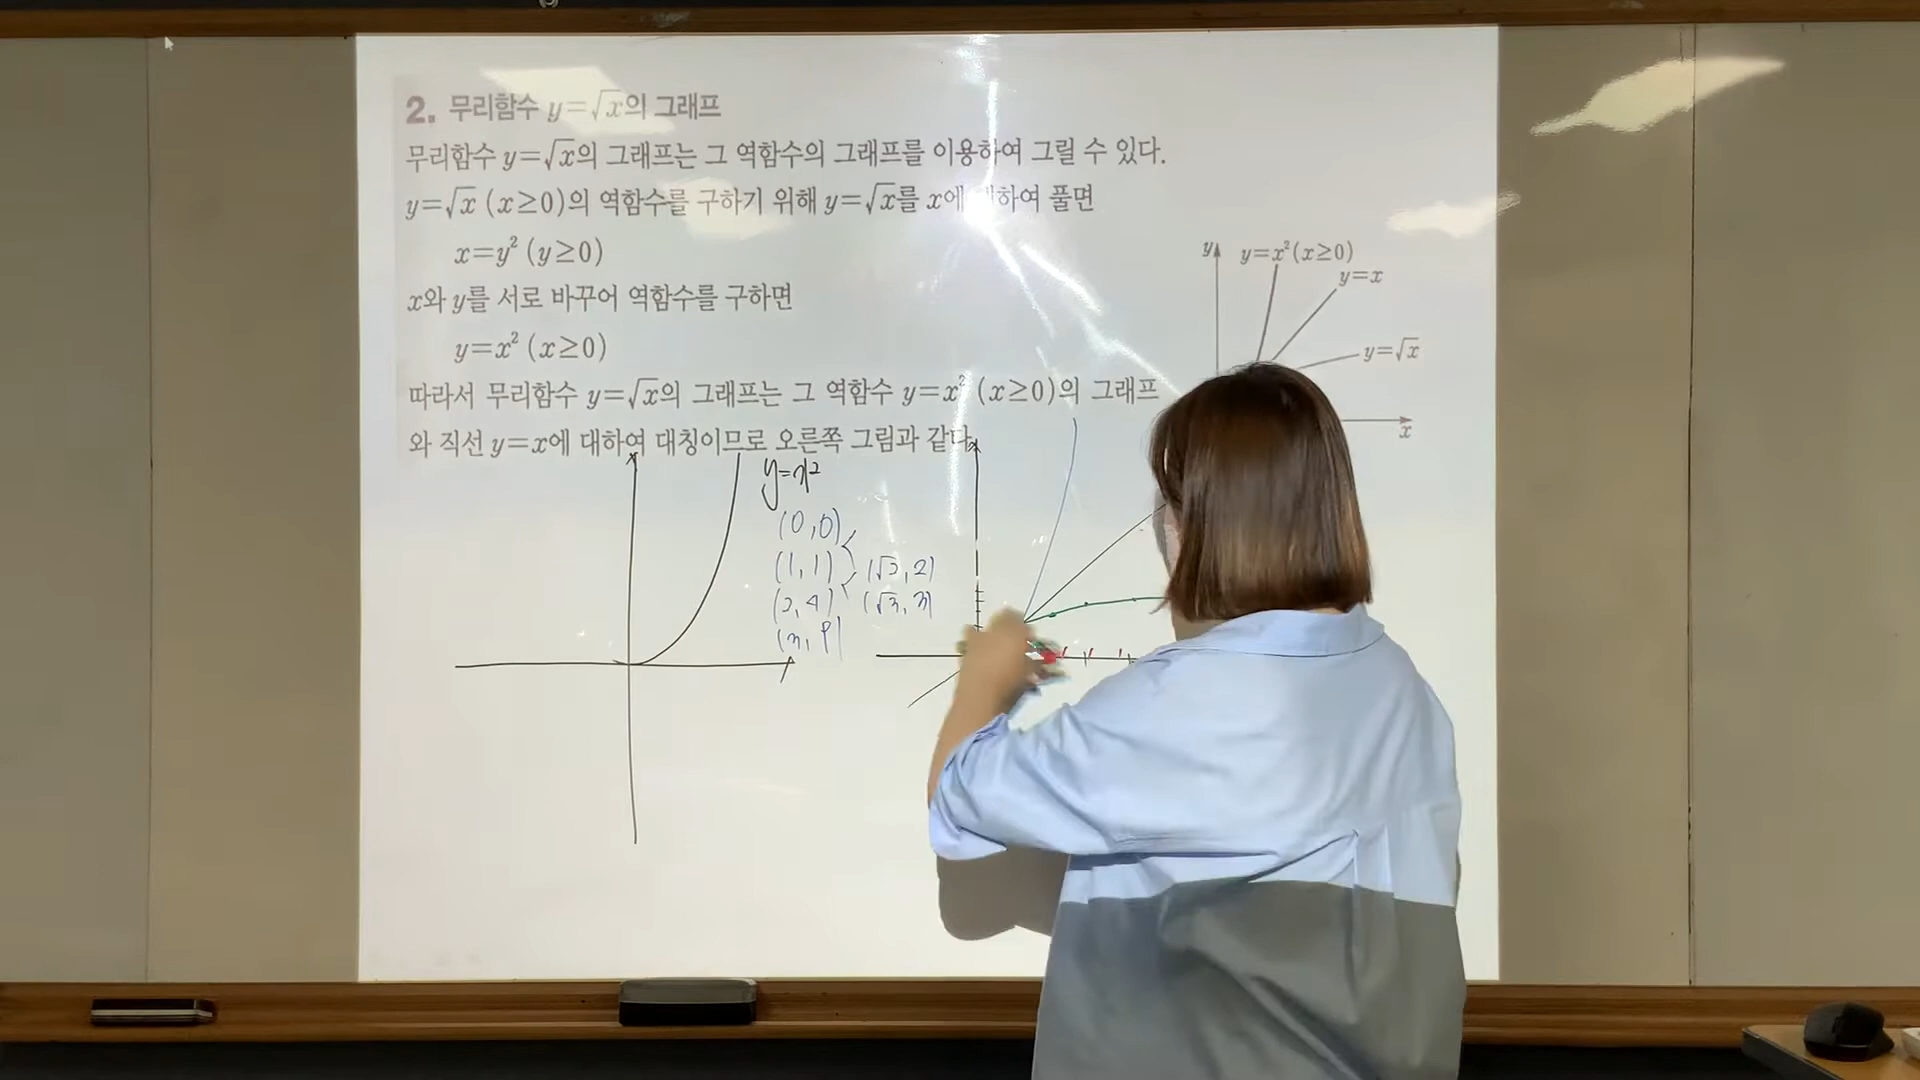 2. 무리함수 y=√x의 그래프
무리함수 y=√x의 그래프는 그 역함수의 그래프를 이용하여 그릴 수 있다.
y=√x (x≥0)의 역함수를 구하기 위해 y=√x를 x에 하여 풀면
x=y² (y≥0)
x와 y를 서로 바꾸어 역함수를 구하면
y=x² (x≥0)
따라서 무리함수 y=√x의 그래프는 그 역함수 y=x² (x≥0)의 그래프
와 직선 y=x에 대하여 대칭이므로 오른쪽 그림과 같다.
y
y=x²(x≥0)
y=x
y=√x
x
y=x²
(0,0)
(1,1)
(√2,2)
(2,4)
(√3,3)
(3,9)